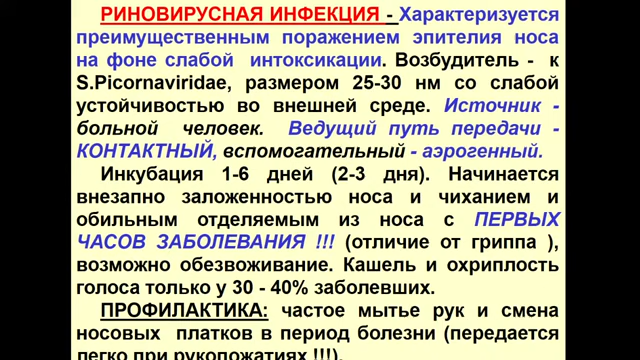 РИНОВИРУСНАЯ ИНФЕКЦИЯ - Характеризуется
преимущественным поражением эпителия носа
на фоне слабой интоксикации. Возбудитель - к
S.Picornaviridae, размером 25-30 нм со слабой
устойчивостью во внешней среде. Источник -
больной человек. Ведущий путь передачи -
КОНТАКТНЫЙ, вспомогательный - аэрогенный.
Инкубация 1-6 дней (2-3 дня). Начинается
внезапно заложенностью носа и чиханием и
обильным отделяемым из носа с ПЕРВЫХ
ЧАСОВ ЗАБОЛЕВАНИЯ !!! (отличие от гриппа ),
возможно обезвоживание. Кашель и охриплость
голоса только у 30 - 40% заболевших.
ПРОФИЛАКТИКА: частое мытье рук и смена
носовых платков в период болезни (передается
легко при рукопожатиях !!!).